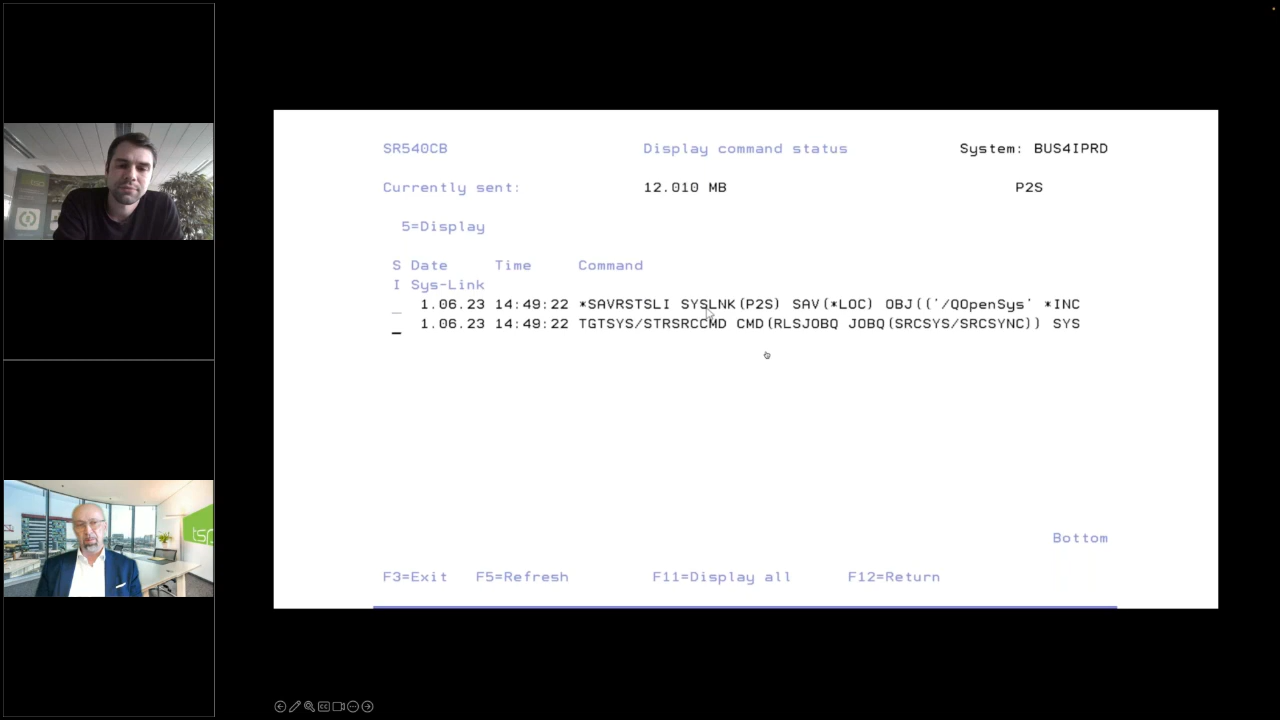 SR540CB Display command status System: BUS4IPRD
Currently sent: 12.010 MB P2S
5=Display
S Date Time Command
I Sys-Link
_ 1.06.23 14:49:22 *SAVRSTSLI SYSLNK(P2S) SAV(*LOC) OBJ(('/QOpenSys' *INC
_ 1.06.23 14:49:22 TGTSYS/STRSRCCMD CMD(RLSJOBQ JOBQ(SRCSYS/SRCSYNC)) SYS
Bottom
F3=Exit F5=Refresh F11=Display all F12=Return